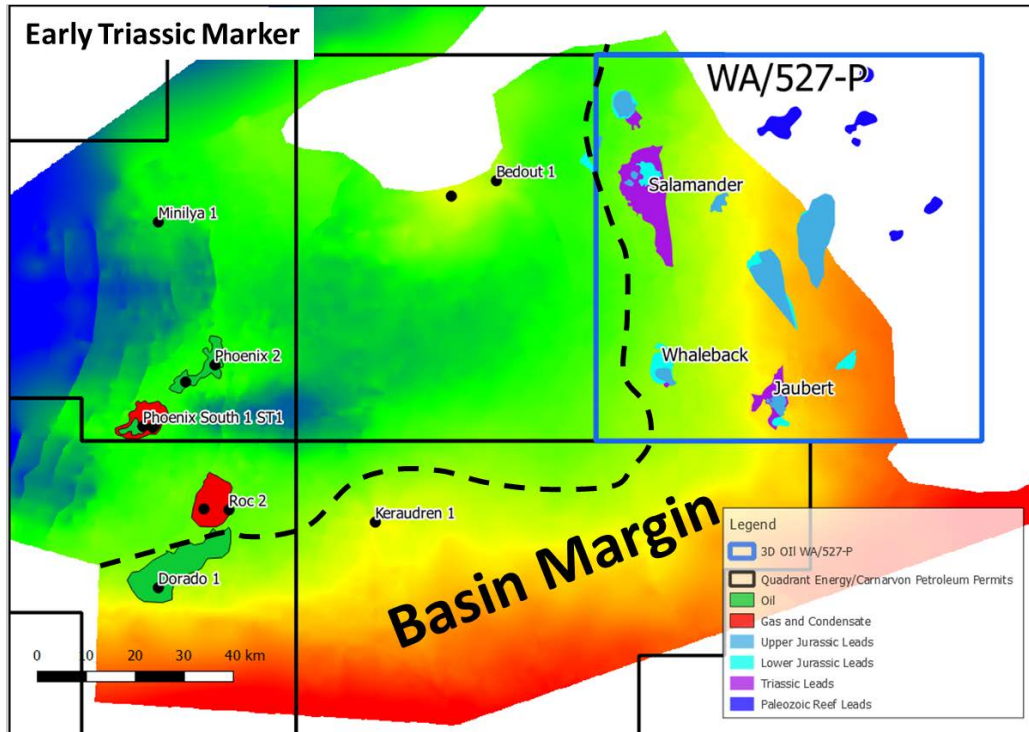 Early Triassic Marker
WA/527-P
Bedout 1
Salamander
Minilya 1
Phoenix 2
Whaleback
Jaubert
Phoenix South 1 ST1
Roc 2
Keraudren 1
Basin Margin
Dorado 1
0 10 20 30 40 km
Legend
3D OIl WA/527-P
Quadrant Energy/Carnarvon Petroleum Permits
Oil
Gas and Condensate
Upper Jurassic Leads
Lower Jurassic Leads
Triassic Leads
Paleozoic Reef Leads